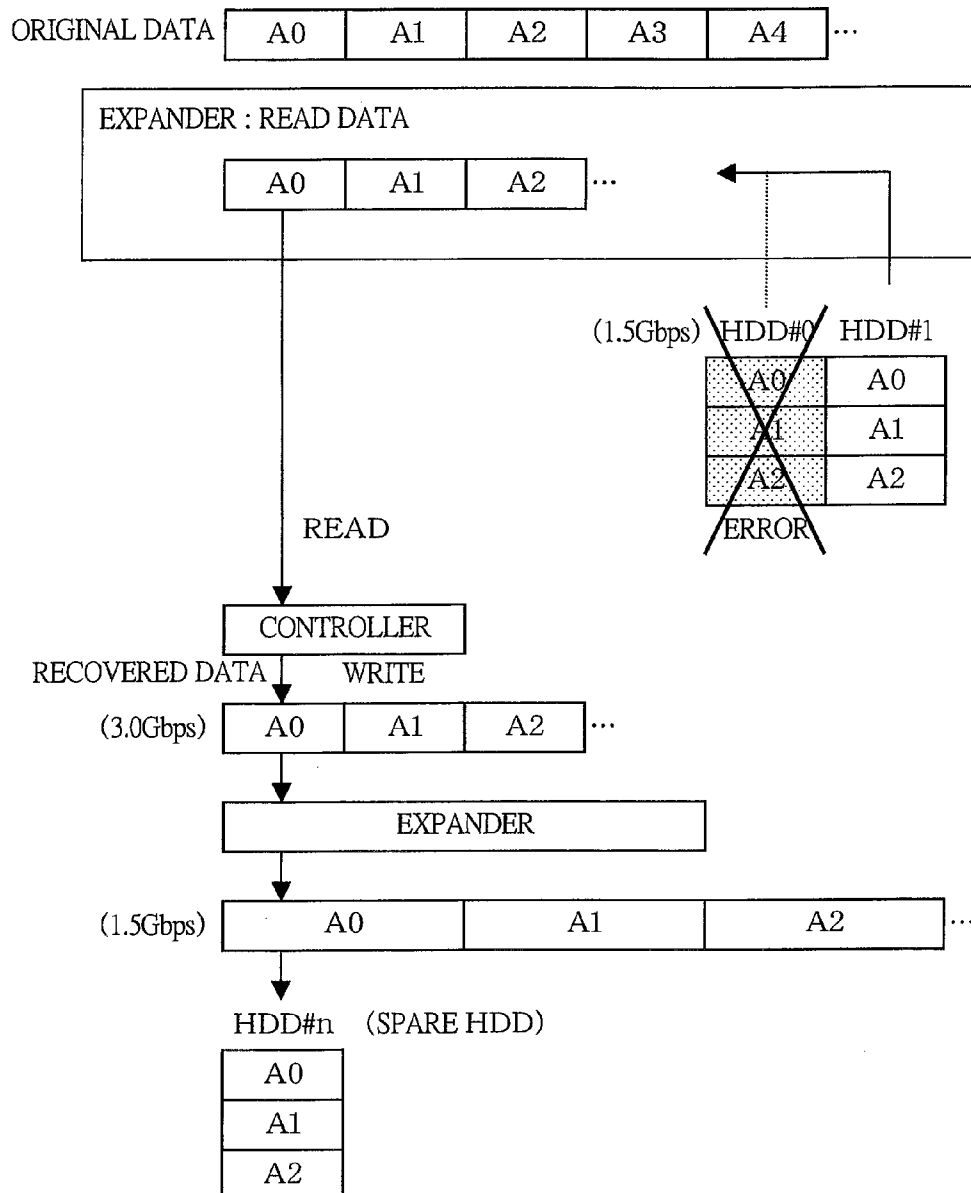 ORIGINAL DATA A0 A1 A2 A3 A4 ...
EXPANDER : READ DATA
A0 A1 A2 ...
(1.5Gbps) HDD#0 HDD#1
A0 A0
A1 A1
A2 A2
ERROR
READ
CONTROLLER
RECOVERED DATA WRITE
(3.0Gbps) A0 A1 A2 ...
EXPANDER
(1.5Gbps) A0 A1 A2 ...
HDD#n (SPARE HDD)
A0
A1
A2